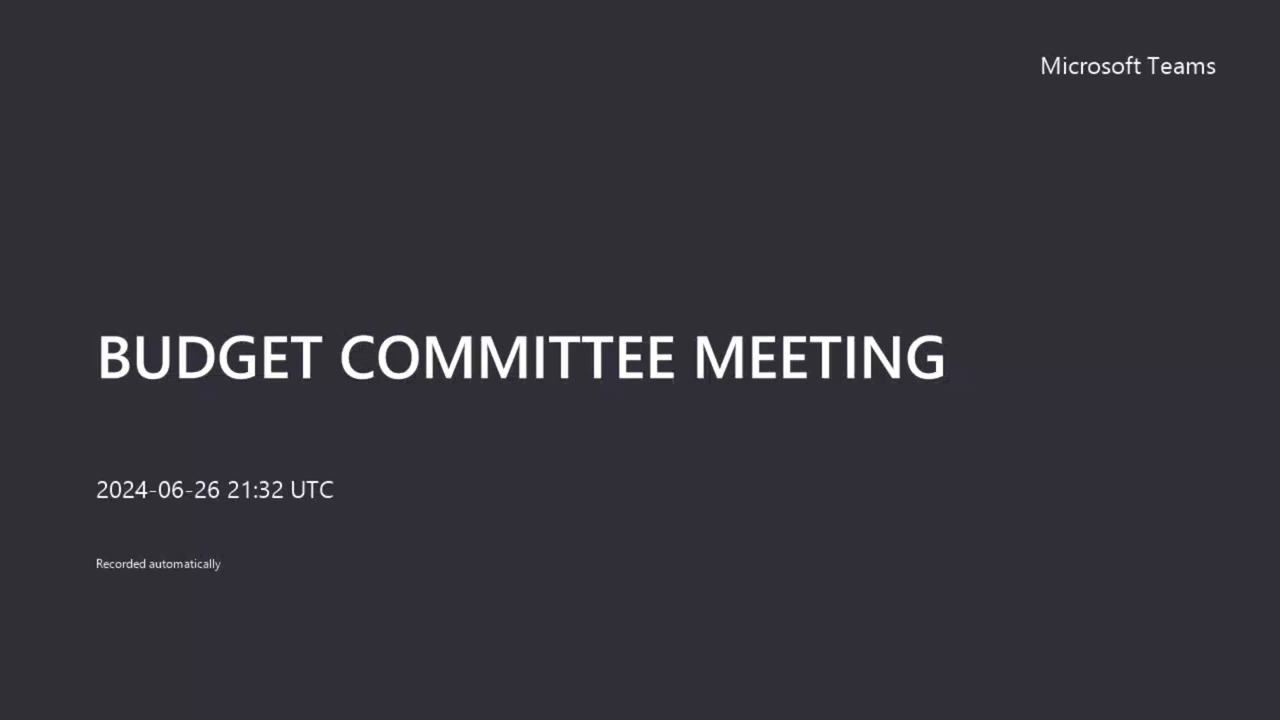 Microsoft Teams
BUDGET COMMITTEE MEETING
2024-06-26 21:32 UTC
Recorded automatically